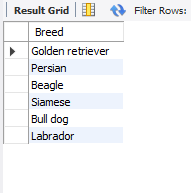 Result Grid Filter Rows:
Breed
Golden retriever
Persian
Beagle
Siamese
Bull dog
Labrador